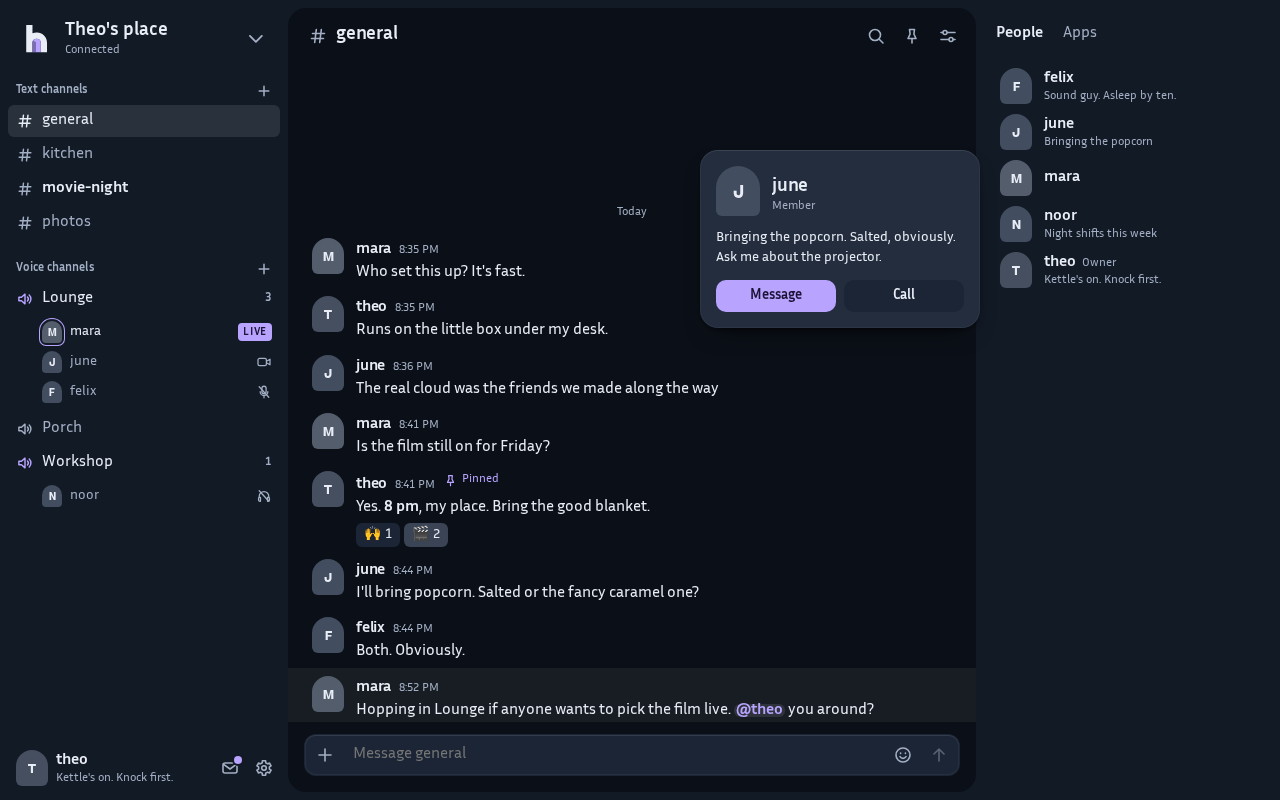 Theo's place
Connected
Text channels
general
kitchen
movie-night
photos
Voice channels
Lounge 3
M mara LIVE
J june
F felix
Porch
Workshop 1
N noor
T theo
Kettle's on. Knock first.
# general
Today
M mara 8:35 PM
Who set this up? It's fast.
T theo 8:35 PM
Runs on the little box under my desk.
J june 8:36 PM
The real cloud was the friends we made along the way
M mara 8:41 PM
Is the film still on for Friday?
T theo 8:41 PM Pinned
Yes. 8 pm, my place. Bring the good blanket.
🙌 1 🎬 2
J june 8:44 PM
I'll bring popcorn. Salted or the fancy caramel one?
F felix 8:44 PM
Both. Obviously.
M mara 8:52 PM
Hopping in Lounge if anyone wants to pick the film live. @theo you around?
Message general
J june
Member
Bringing the popcorn. Salted, obviously.
Ask me about the projector.
Message Call
People Apps
F felix
Sound guy. Asleep by ten.
J june
Bringing the popcorn
M mara
N noor
Night shifts this week
T theo Owner
Kettle's on. Knock first.